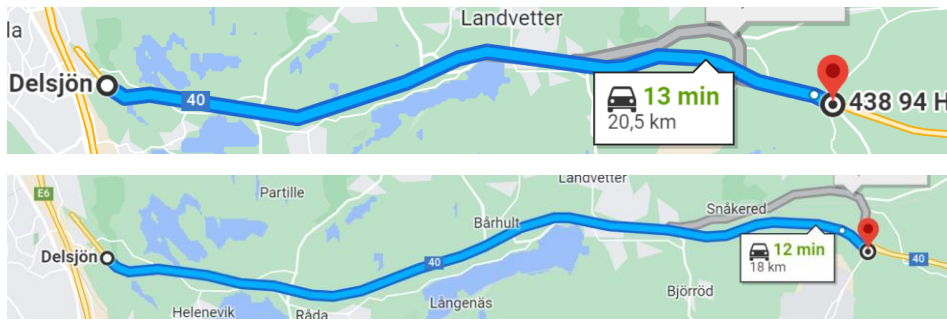 la
Landvetter
Delsjön
40
13 min
20,5 km
438 94 H
E6
Partille
Landvetter
Snåkered
Bårhult
Delsjön
40
12 min
18 km
40
Björröd
Långenäs
Helenevik
Råda